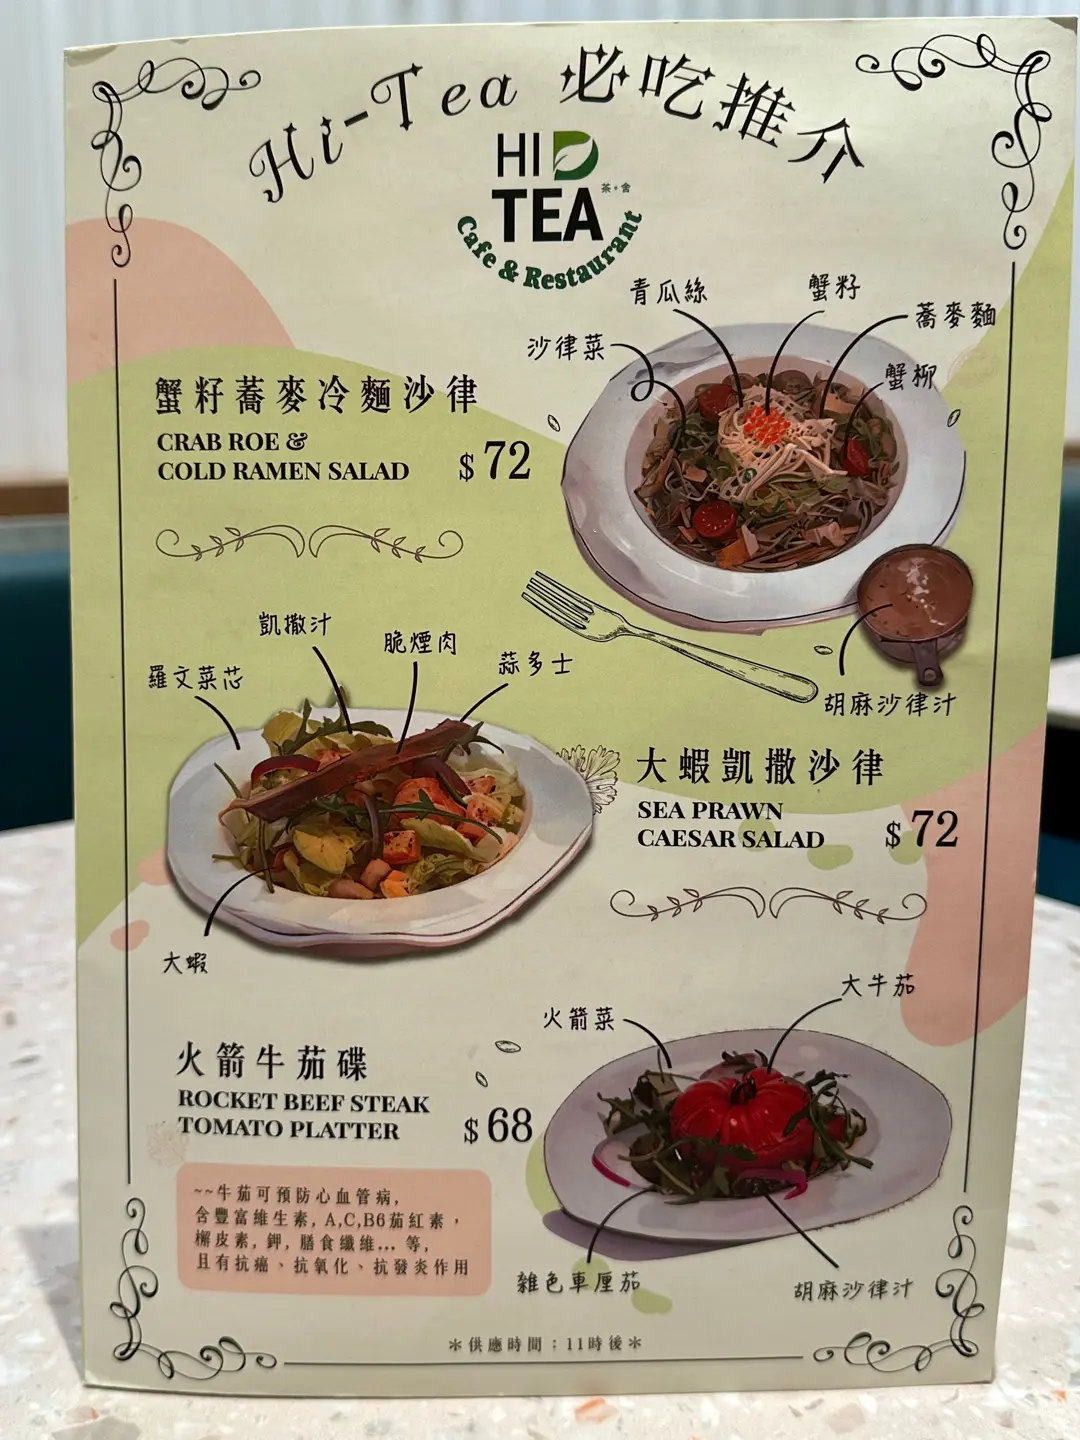 Hi-Tea 必吃推介
HI
TEA 茶*舍
Cafe & Restaurant
青瓜絲
蟹籽
蕎麥麵
沙律菜
蟹柳
蟹籽蕎麥冷麵沙律
CRAB ROE &
COLD RAMEN SALAD
$72
胡麻沙律汁
凱撒汁
脆煙肉
蒜多士
羅文菜芯
大蝦
大蝦凱撒沙律
SEA PRAWN
CAESAR SALAD
$72
大牛茄
火箭菜
火箭牛茄碟
ROCKET BEEF STEAK
TOMATO PLATTER
$68
~~牛茄可預防心血管病,
含豐富維生素, A,C,B6茄紅素,
檞皮素, 鉀, 膳食纖維... 等,
且有抗癌、抗氧化、抗發炎作用
雜色車厘茄
胡麻沙律汁
*供應時間：11時後*